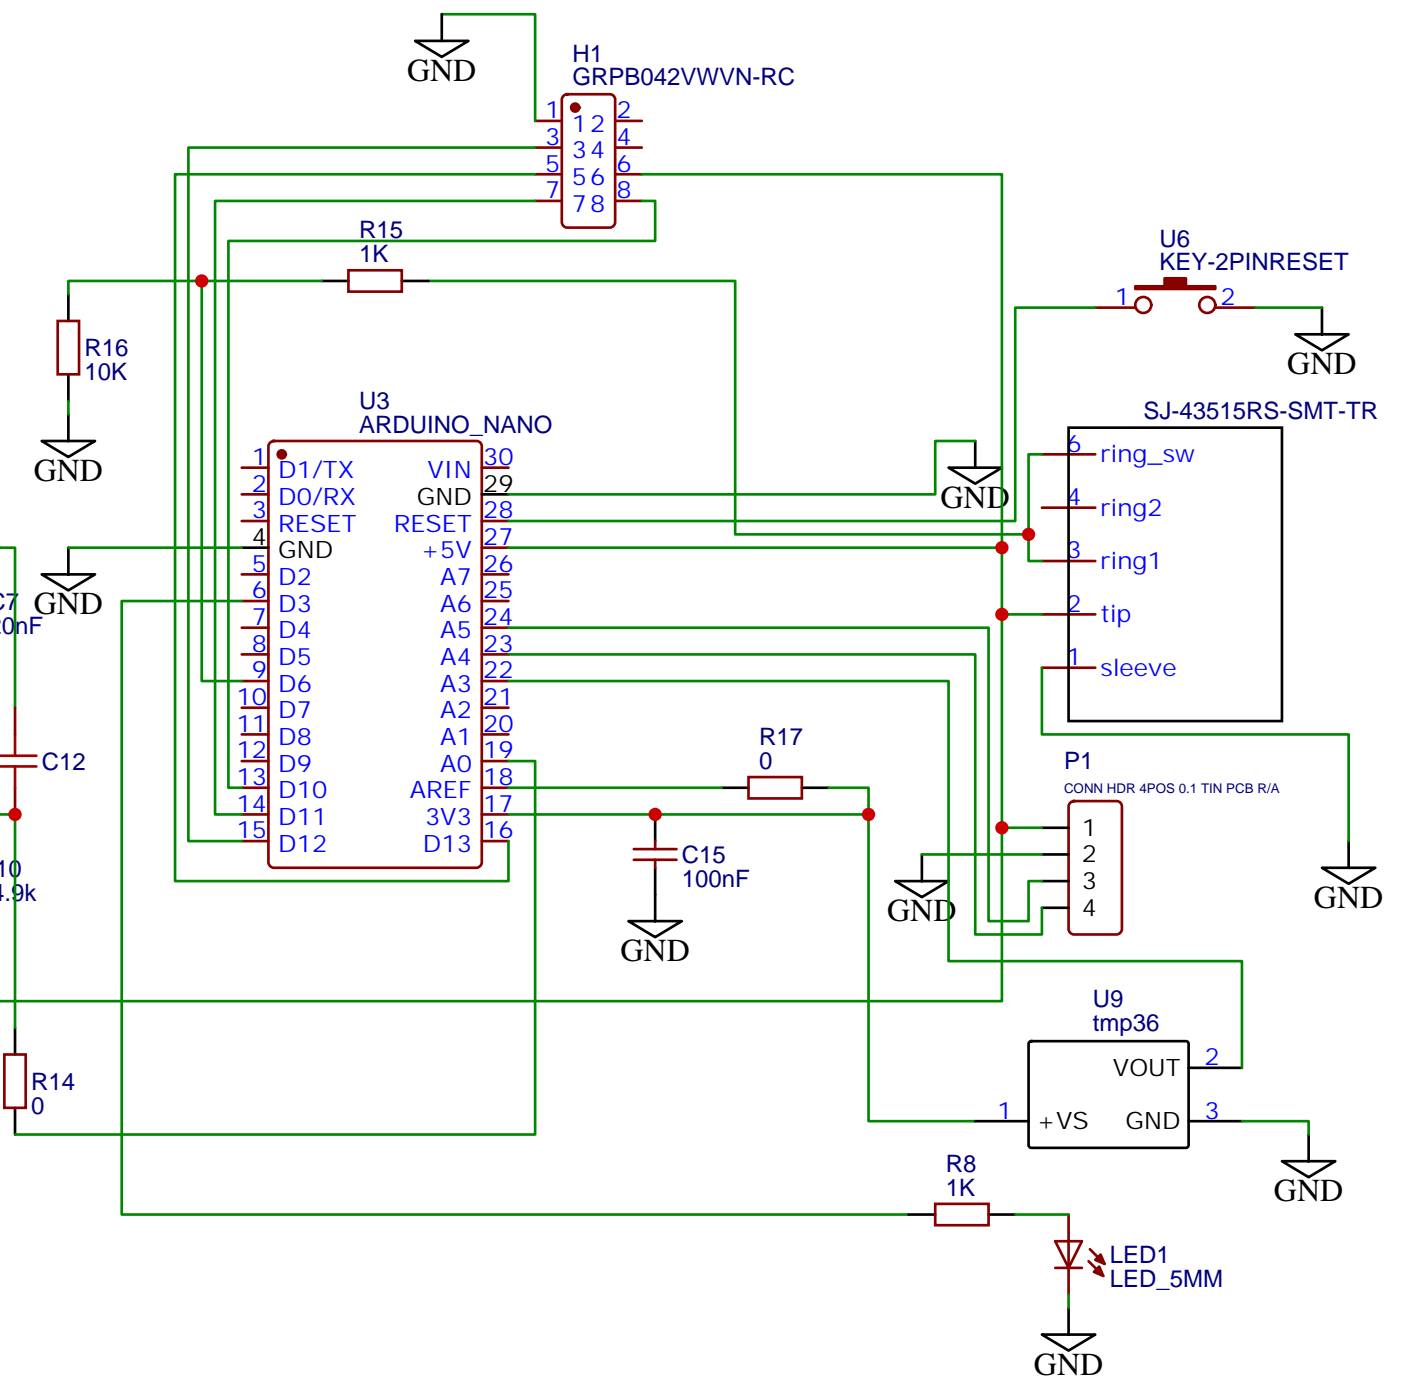 GND
H1
GRPB042VWVN-RC
1 2
1 2
3 4
3 4
5 6
5 6
7 8
7 8
R15
1K
U6
KEY-2PINRESET
1 2
GND
R16
10K
GND
U3
ARDUINO_NANO
1 D1/TX VIN 30
2 D0/RX GND 29
3 RESET RESET 28
4 GND +5V 27
5 D2 A7 26
6 D3 A6 25
7 D4 A5 24
8 D5 A4 23
9 D6 A3 22
10 D7 A2 21
11 D8 A1 20
12 D9 A0 19
13 D10 AREF 18
14 D11 3V3 17
15 D12 D13 16
GND
GND
SJ-43515RS-SMT-TR
6 ring_sw
4 ring2
3 ring1
2 tip
1 sleeve
GND
C12
R17
0
C15
100nF
GND
P1
CONN HDR 4POS 0.1 TIN PCB R/A
1
2
3
4
GND
R14
0
U9
tmp36
VOUT 2
1 +VS GND 3
GND
R8
1K
LED1
LED_5MM
GND